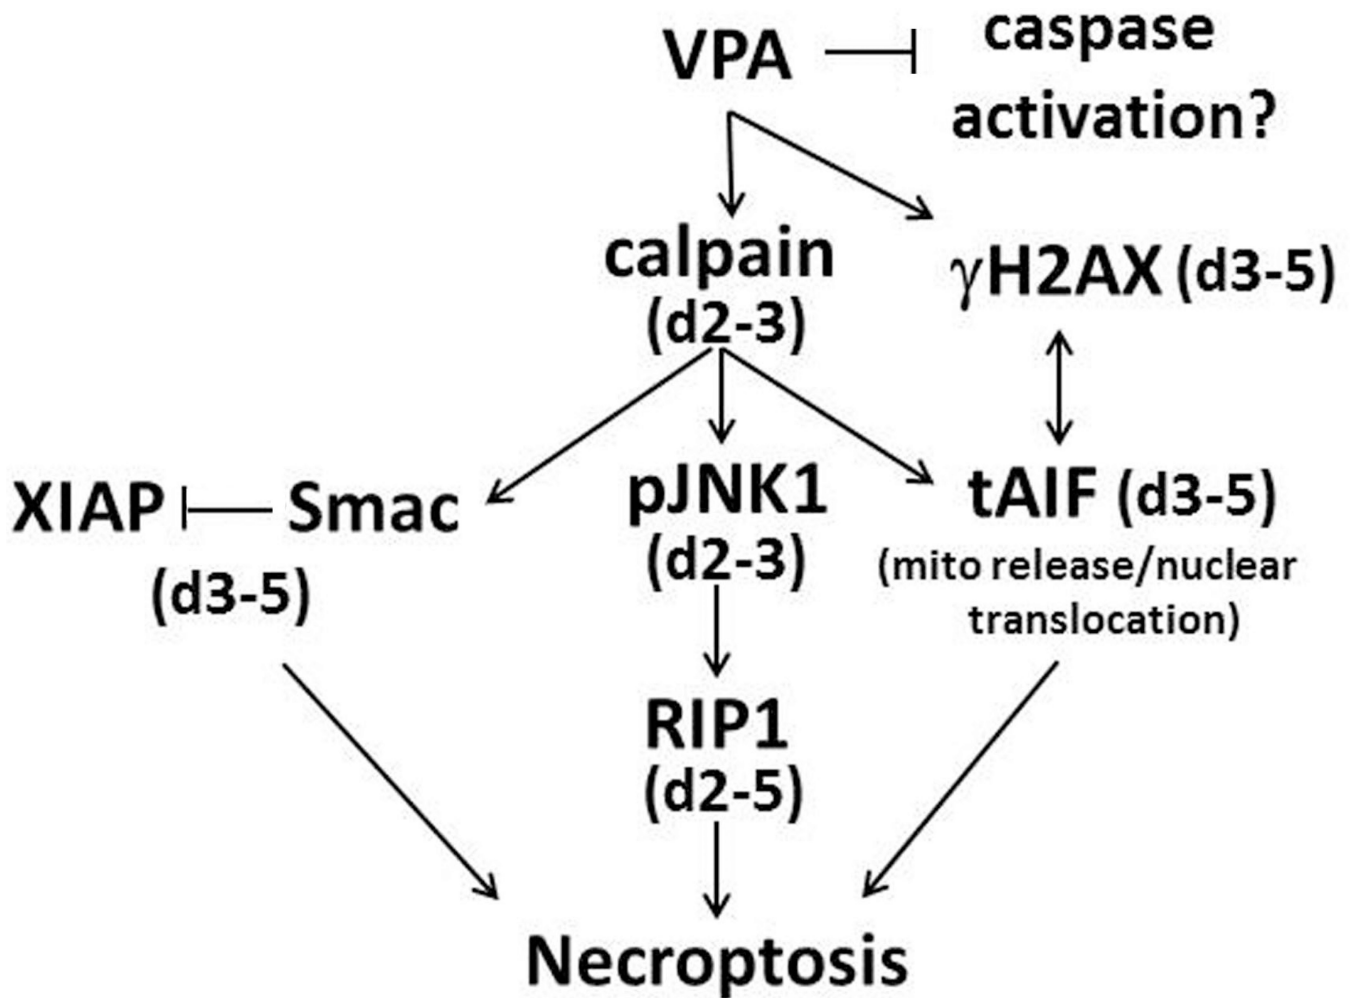 VPA
caspase
activation?
calpain
(d2-3)
γH2AX (d3-5)
XIAP
Smac
(d3-5)
pJNK1
(d2-3)
tAIF (d3-5)
(mito release/nuclear
translocation)
RIP1
(d2-5)
Necroptosis